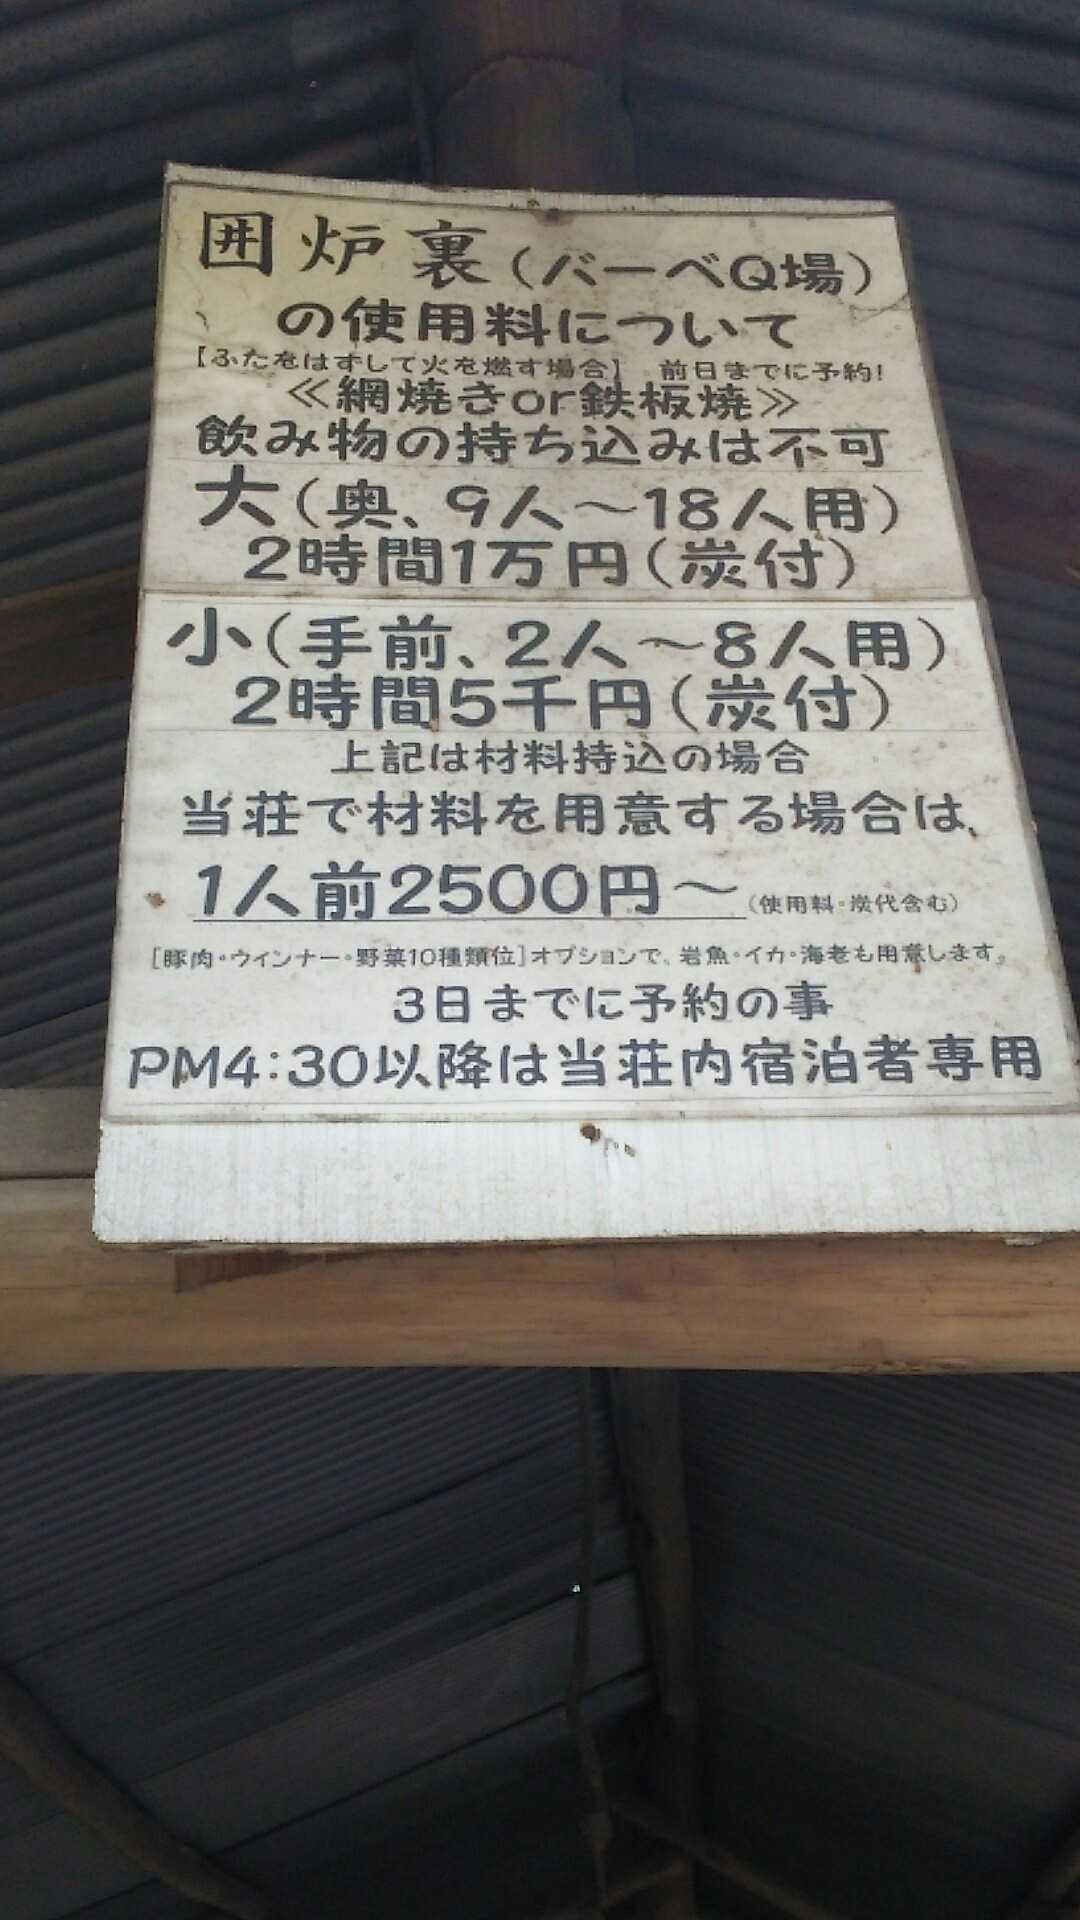 囲炉裏(バーベQ場)
の使用料について
【ふたをはずして火を燃す場合】 前日までに予約!
≪網焼きor鉄板焼≫
飲み物の持ち込みは不可
大(奥、9人～18人用)
2時間1万円(炭付)
小(手前、2人～8人用)
2時間5千円(炭付)
上記は材料持込の場合
当荘で材料を用意する場合は、
1人前2500円～(使用料・炭代含む)
[豚肉・ウインナー・野菜10種類位]オプションで、岩魚・イカ・海老も用意します。
3日までに予約の事
PM4:30以降は当荘内宿泊者専用